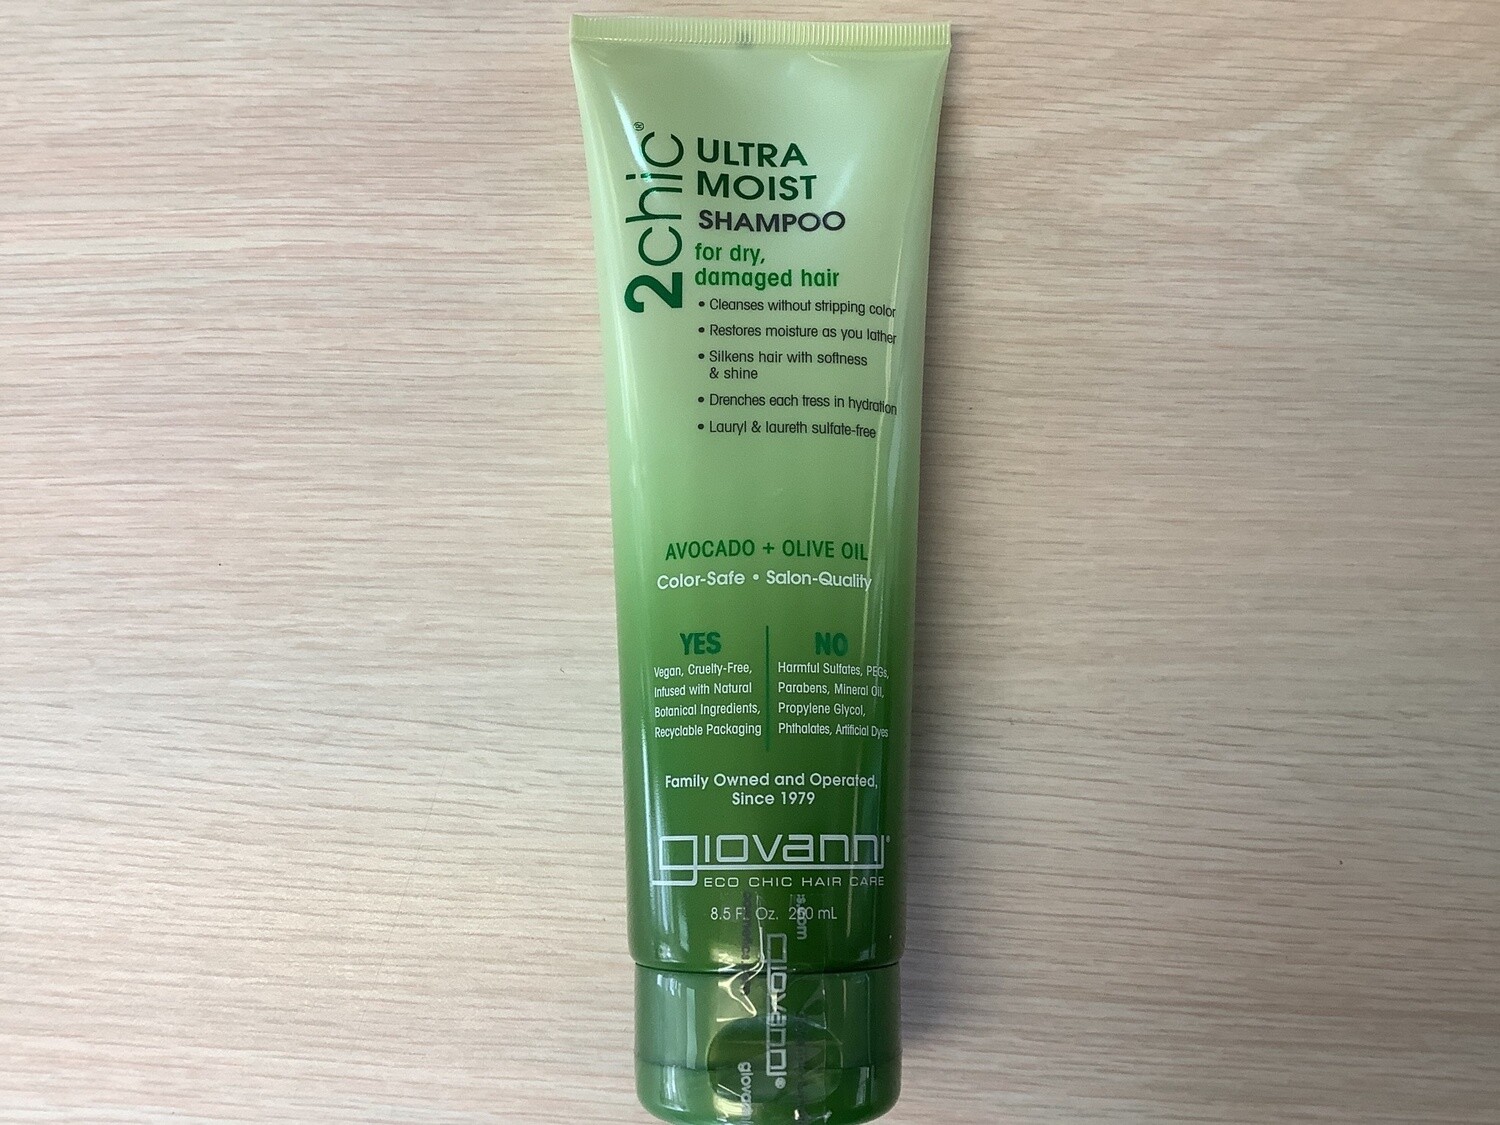 2chic®
ULTRA
MOIST
SHAMPOO
for dry,
damaged hair
• Cleanses without stripping color
• Restores moisture as you lather
• Silkens hair with softness
& shine
• Drenches each tress in hydration
• Lauryl & laureth sulfate-free
AVOCADO + OLIVE OIL
Color-Safe • Salon-Quality
YES
Vegan, Cruelty-Free,
Infused with Natural
Botanical Ingredients,
Recyclable Packaging
NO
Harmful Sulfates, PEGs,
Parabens, Mineral Oil,
Propylene Glycol,
Phthalates, Artificial Dyes
Family Owned and Operated,
Since 1979
giovanni®
ECO CHIC HAIR CARE
8.5 Fl. Oz. 250 mL
giovanni®